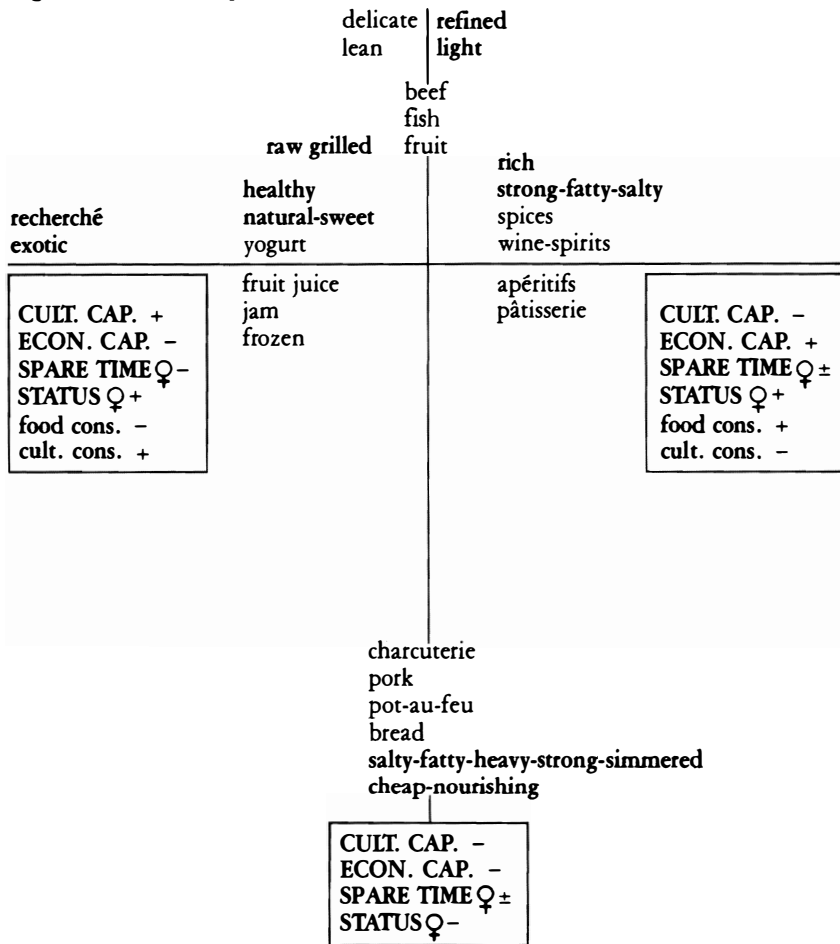 delicate refined
lean light
beef
fish
raw grilled fruit
rich
healthy strong-fatty-salty
recherché natural-sweet spices
exotic yogurt wine-spirits
fruit juice apéritifs
jam pâtisserie
frozen
CULT. CAP. +
ECON. CAP. –
SPARE TIME ♀ –
STATUS ♀ +
food cons. –
cult. cons. +
CULT. CAP. –
ECON. CAP. +
SPARE TIME ♀ ±
STATUS ♀ +
food cons. +
cult. cons. –
charcuterie
pork
pot-au-feu
bread
salty-fatty-heavy-strong-simmered
cheap-nourishing
CULT. CAP. –
ECON. CAP. –
SPARE TIME ♀ ±
STATUS ♀ –